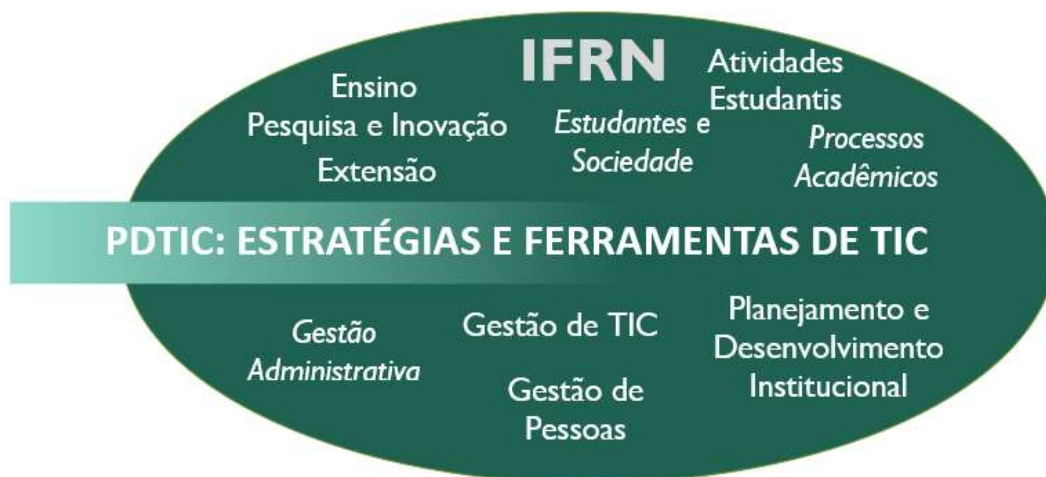 IFRN
Ensino
Pesquisa e Inovação
Extensão
Estudantes e
Sociedade
Atividades
Estudantis
Processos
Acadêmicos
PDTIC: ESTRATÉGIAS E FERRAMENTAS DE TIC
Gestão
Administrativa
Gestão de TIC
Gestão de
Pessoas
Planejamento e
Desenvolvimento
Institucional